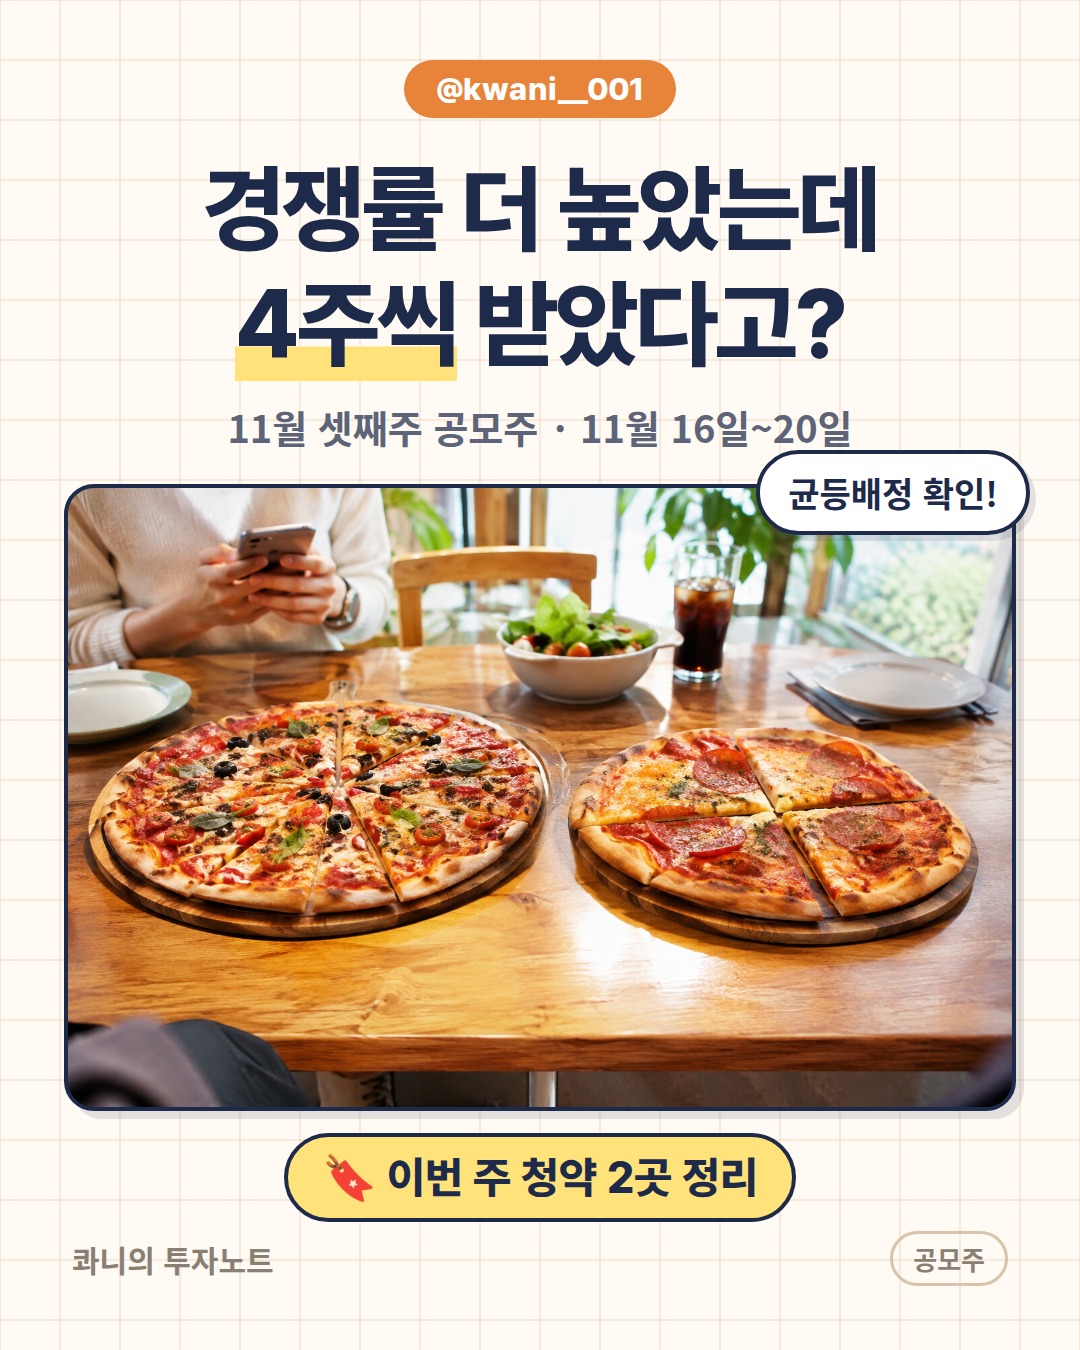 @kwani__001
경쟁률 더 높았는데
4주씩 받았다고?
11월 셋째주 공모주 · 11월 16일~20일
균등배정 확인!
이번 주 청약 2곳 정리
콰니의 투자노트
공모주